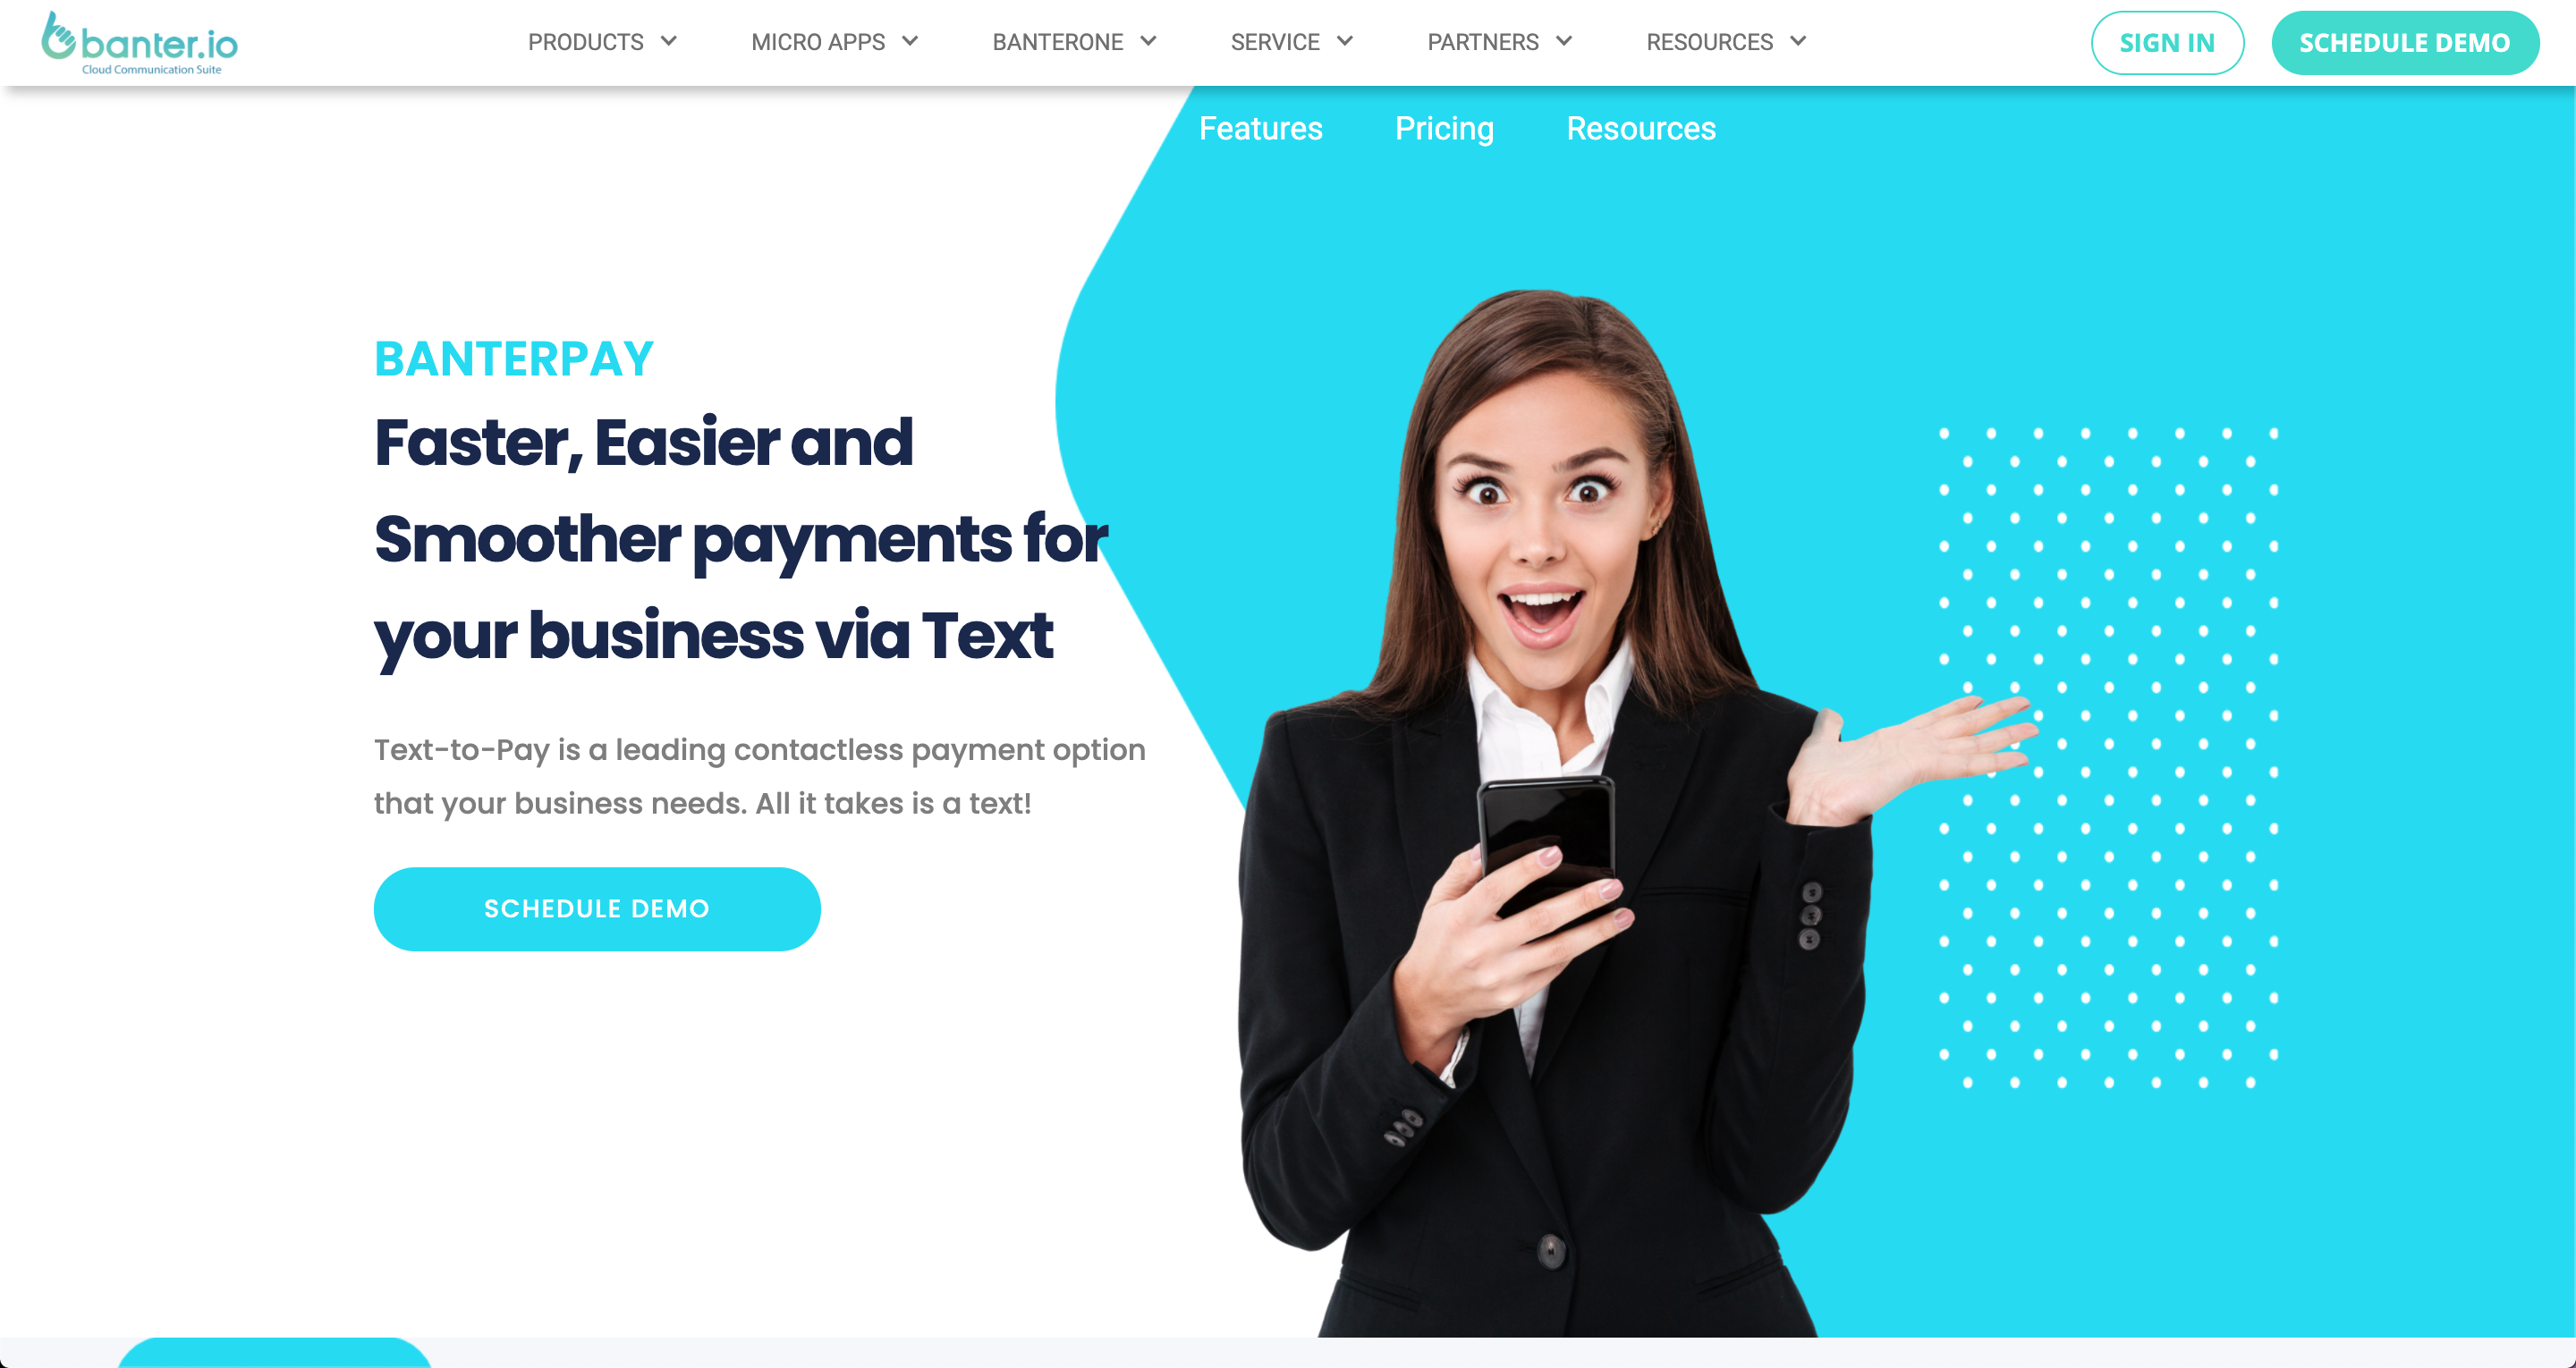 banter.io
Cloud Communication Suite
PRODUCTS
MICRO APPS
BANTERONE
SERVICE
PARTNERS
RESOURCES
SIGN IN
SCHEDULE DEMO
Features
Pricing
Resources
BANTERPAY
Faster, Easier and
Smoother payments for
your business via Text
Text-to-Pay is a leading contactless payment option
that your business needs. All it takes is a text!
SCHEDULE DEMO